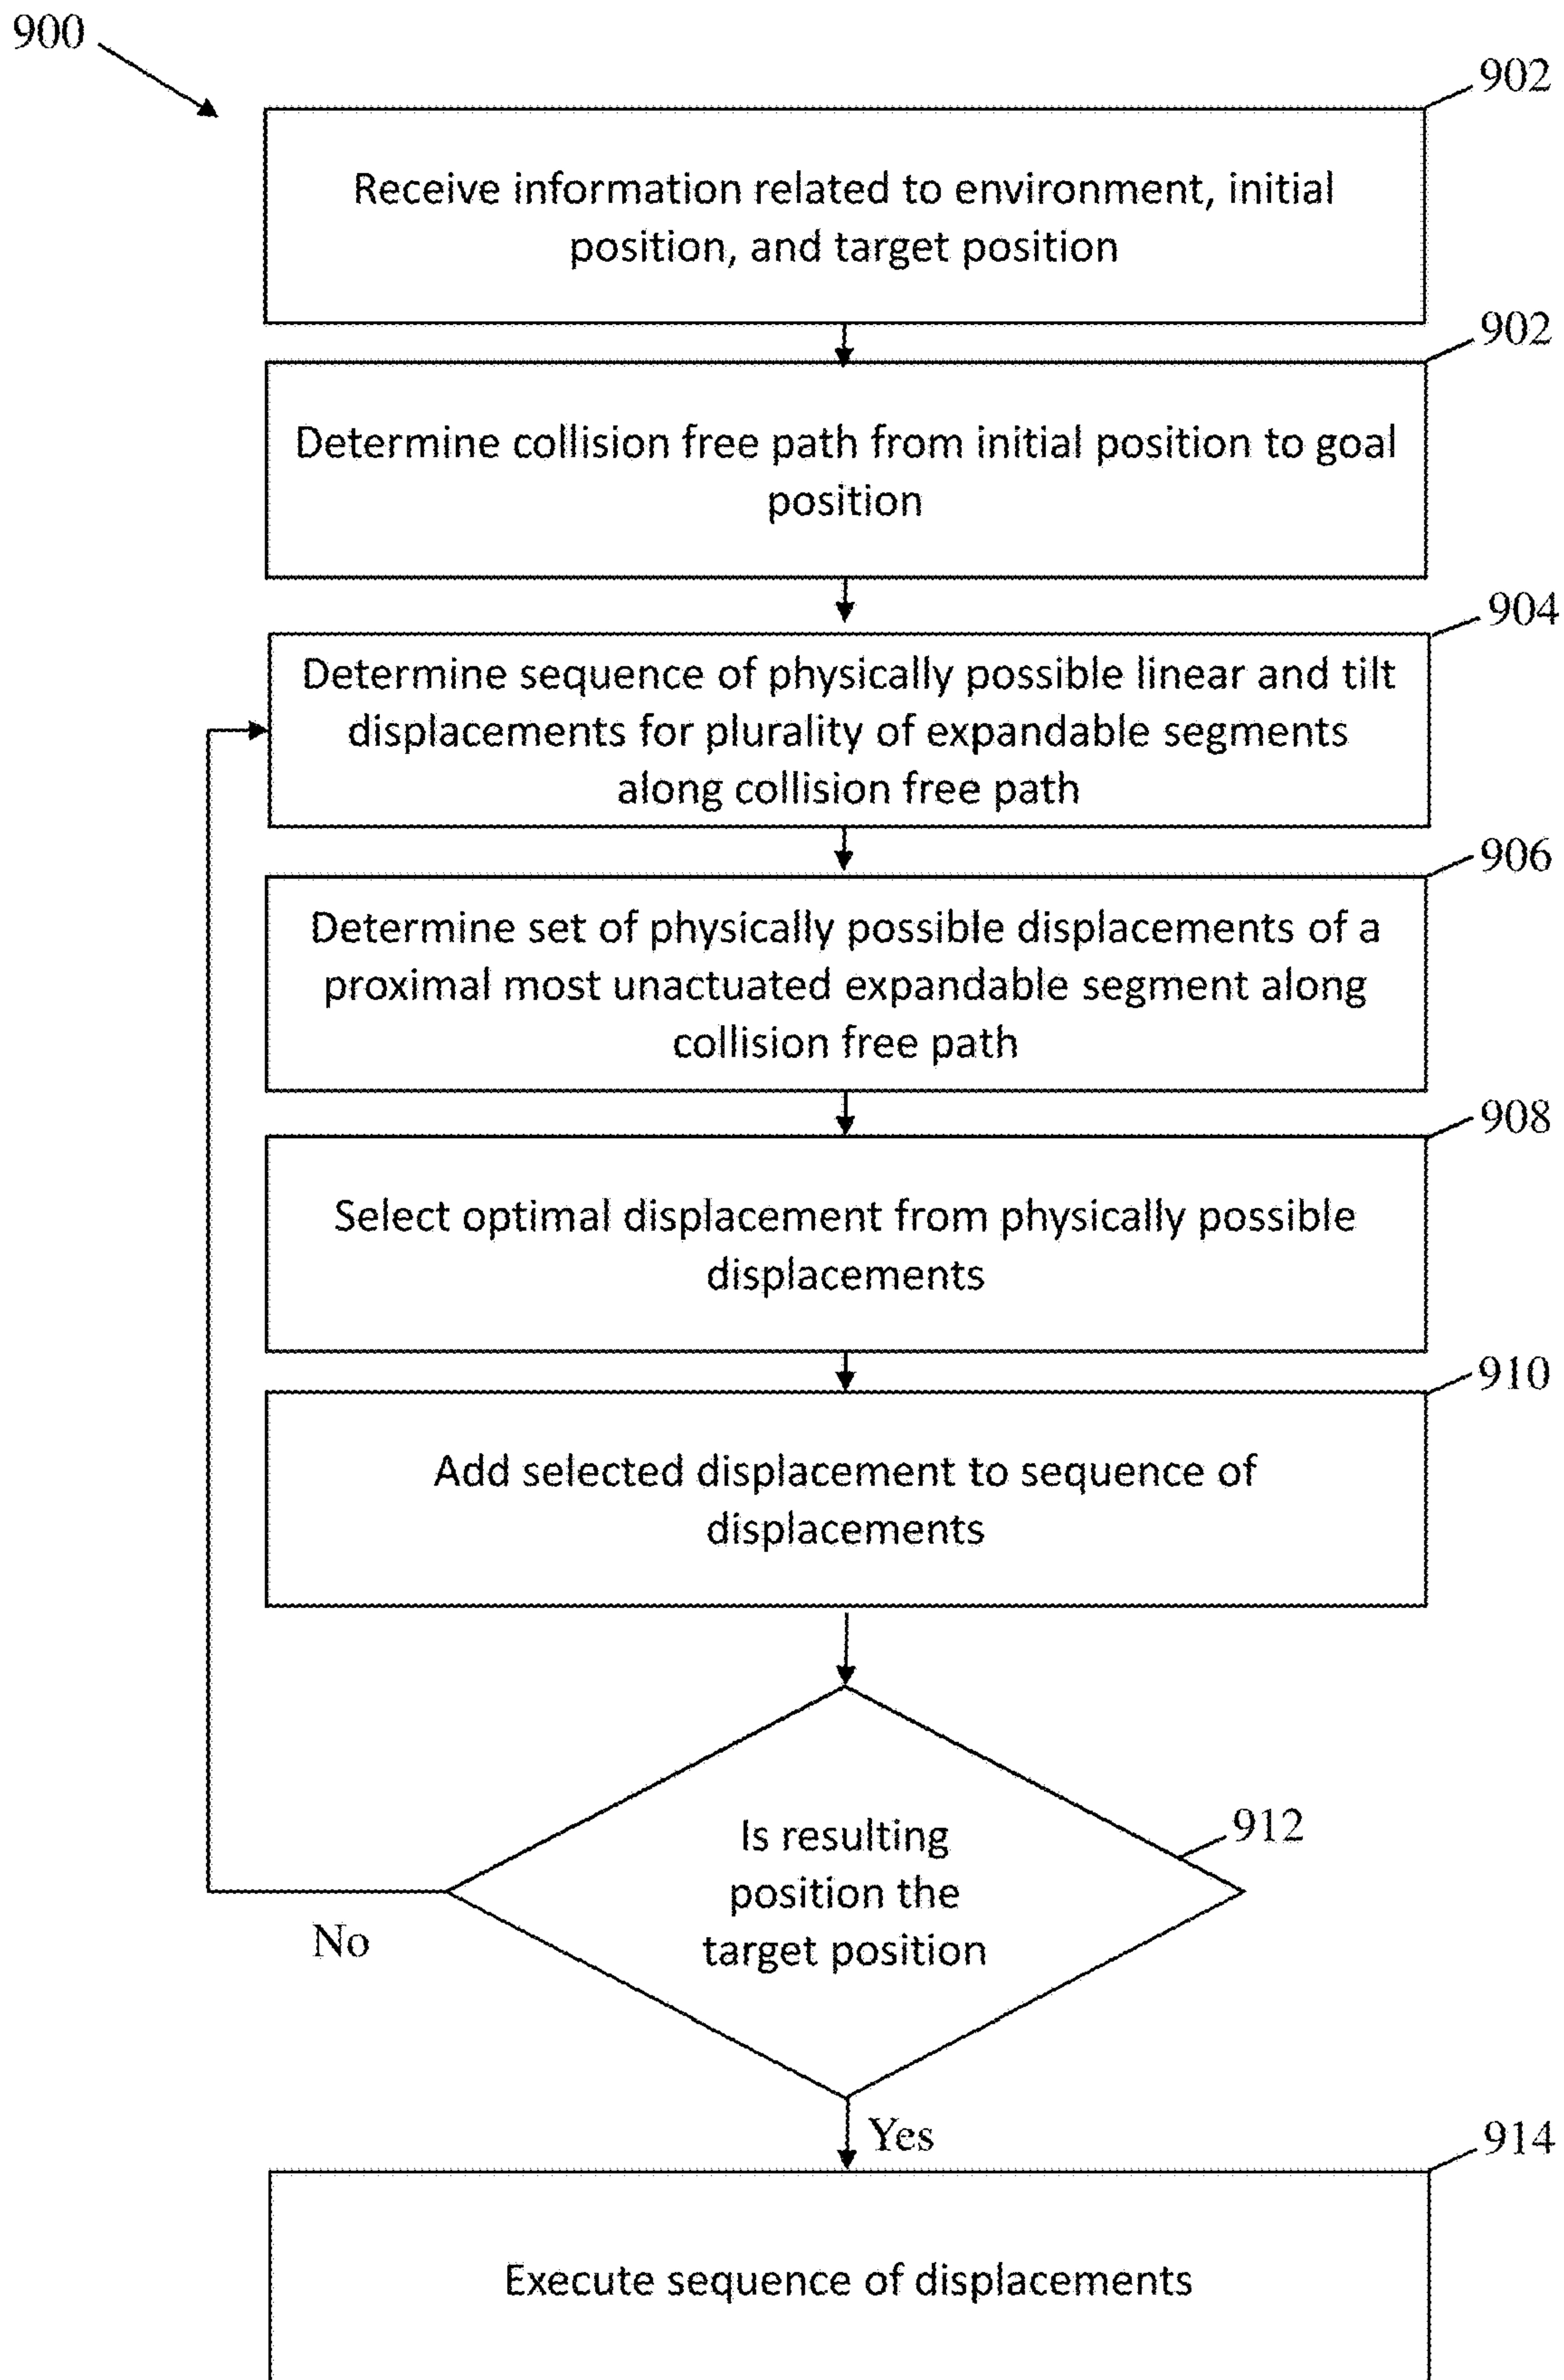 900
902
Receive information related to environment, initial
position, and target position
902
Determine collision free path from initial position to goal
position
904
Determine sequence of physically possible linear and tilt
displacements for plurality of expandable segments
along collision free path
906
Determine set of physically possible displacements of a
proximal most unactuated expandable segment along
collision free path
908
Select optimal displacement from physically possible
displacements
910
Add selected displacement to sequence of
displacements
912
Is resulting
position the
target position
No
Yes
914
Execute sequence of displacements